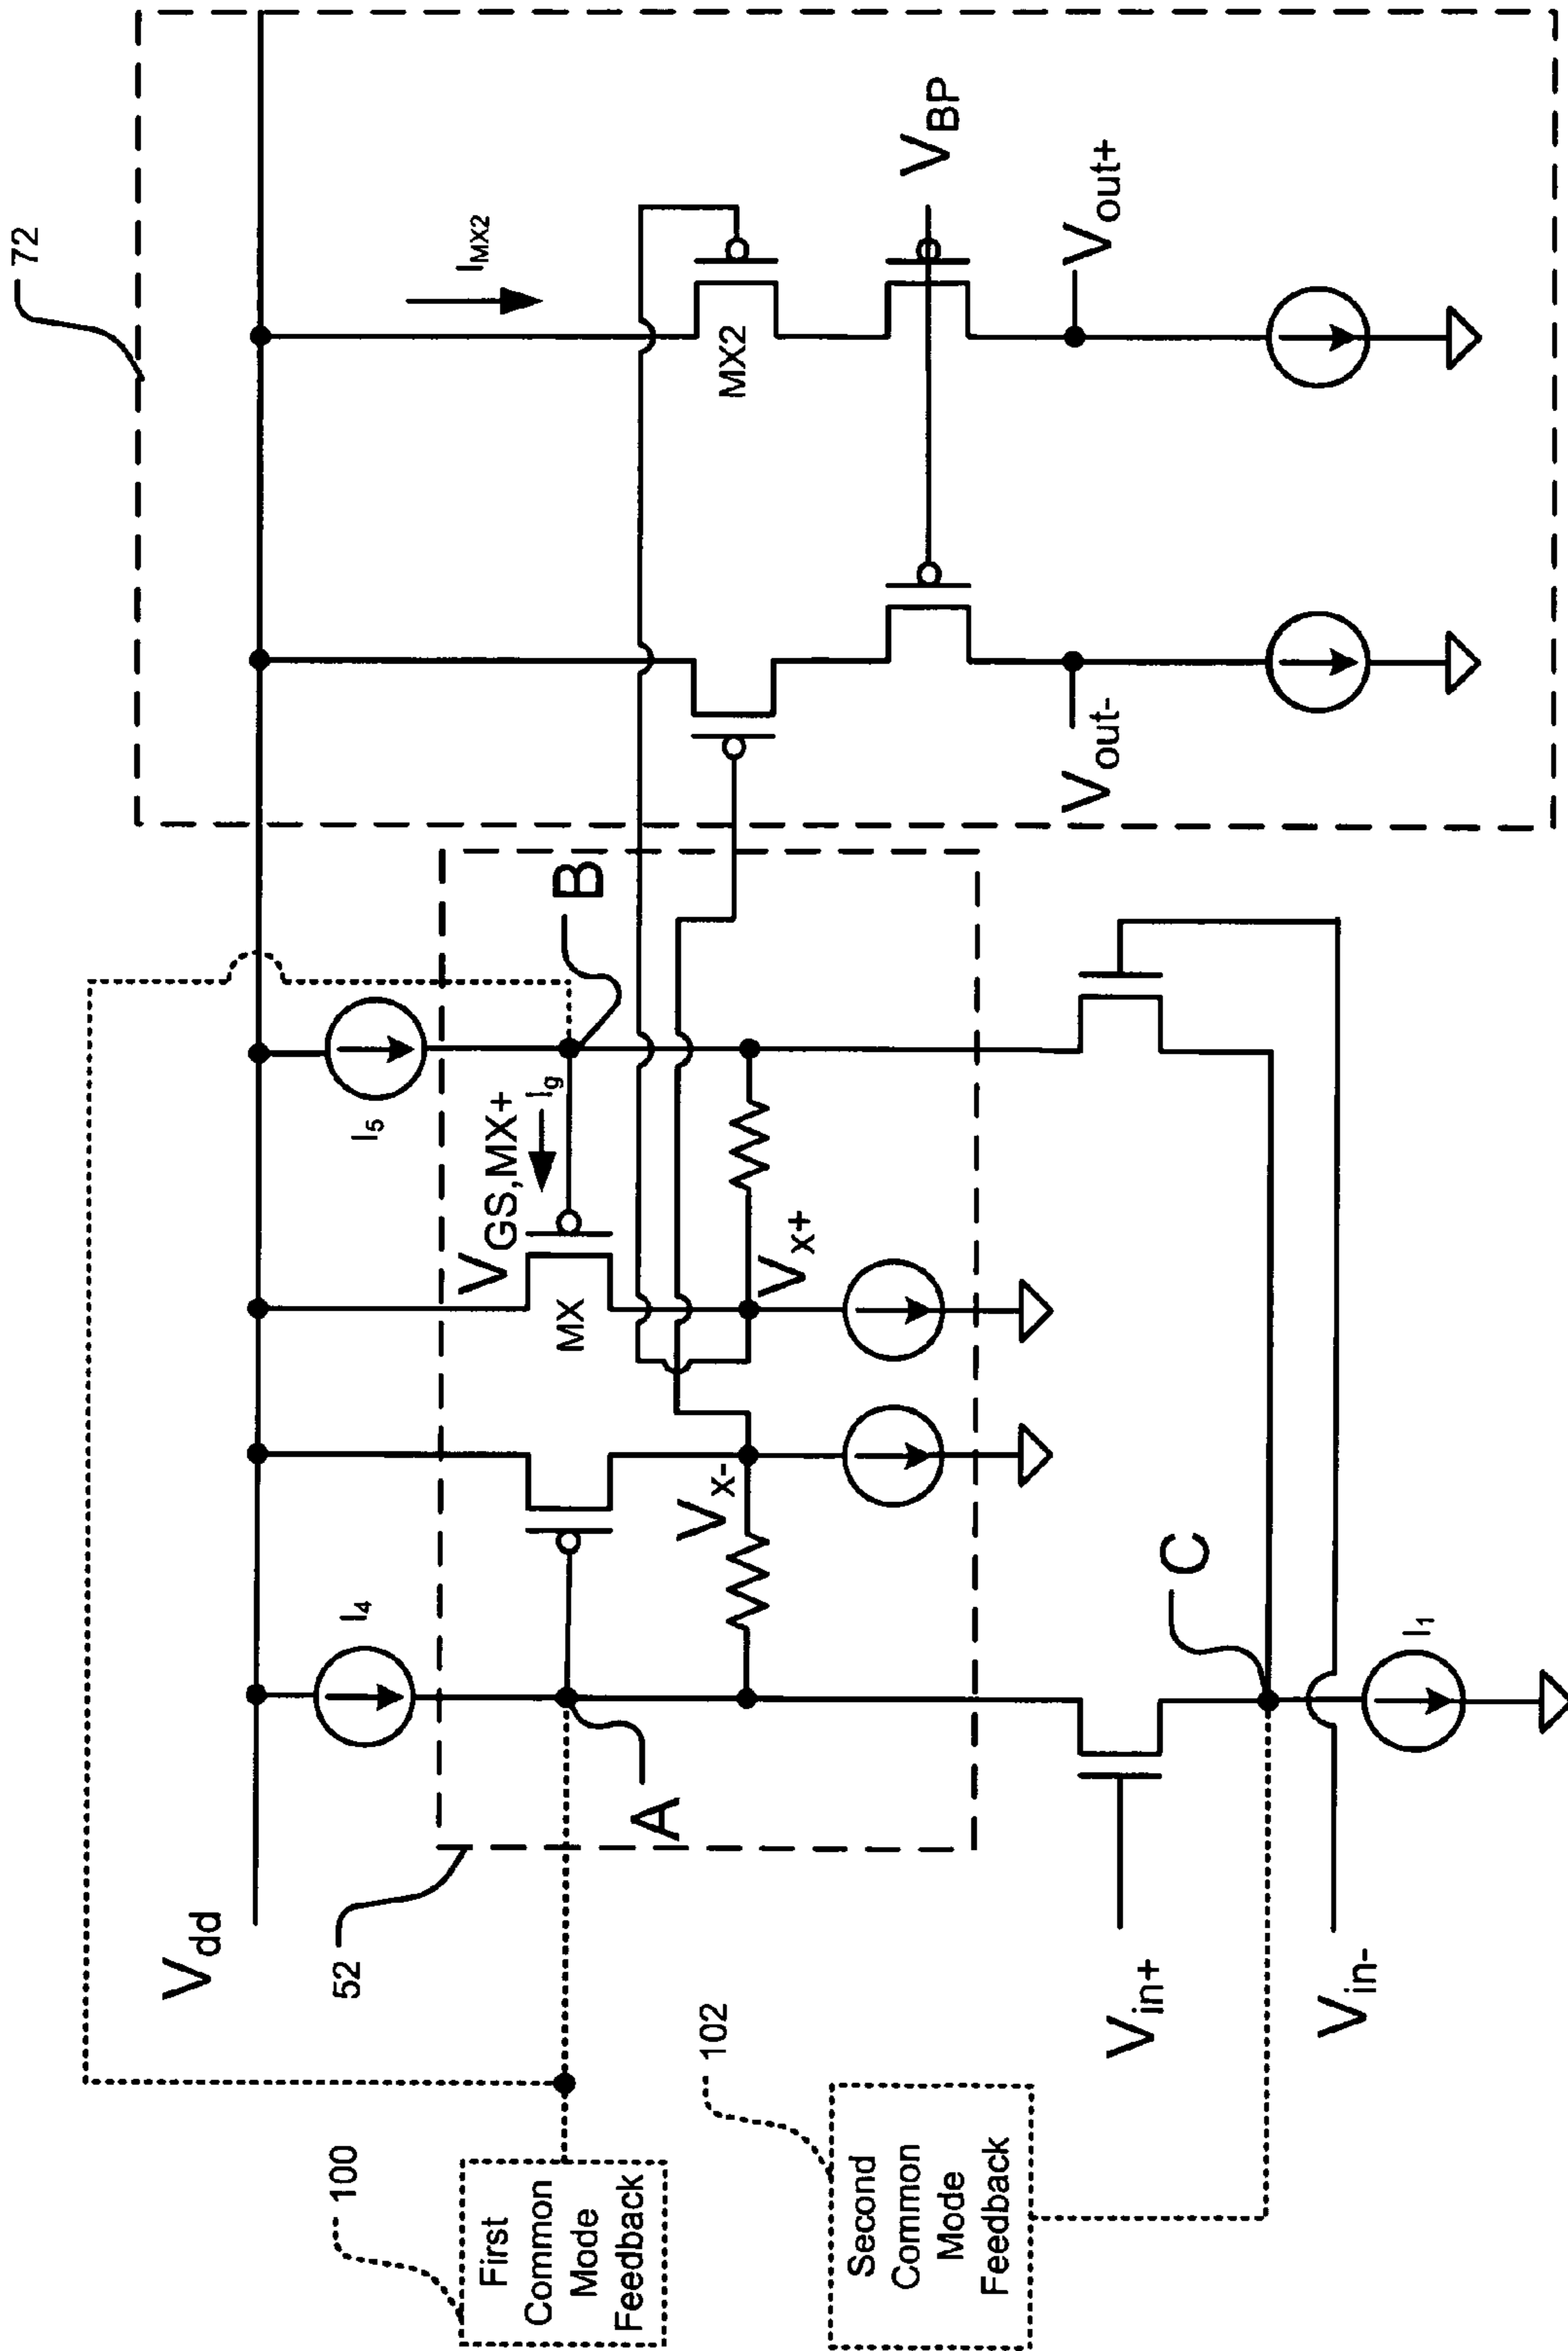 72
V_dd
I_MX2
I_4
I_5
V_GS,MX+
I_g
MX
B
V_x-
V_x+
A
52
MX2
V_BP
V_out-
V_out+
100
First
Common
Mode
Feedback
102
Second
Common
Mode
Feedback
V_in+
V_in-
C
I_1